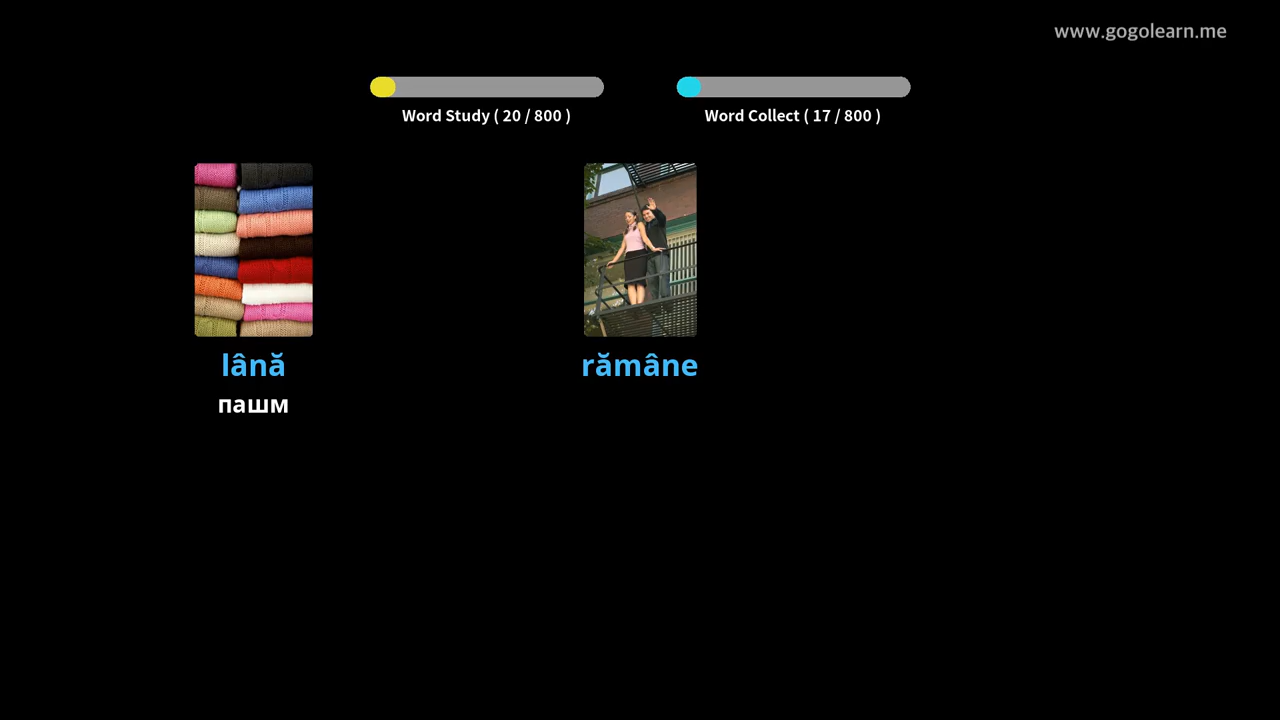 www.gogolearn.me
Word Study ( 20 / 800 )
Word Collect ( 17 / 800 )
lână
rămâne
пашм